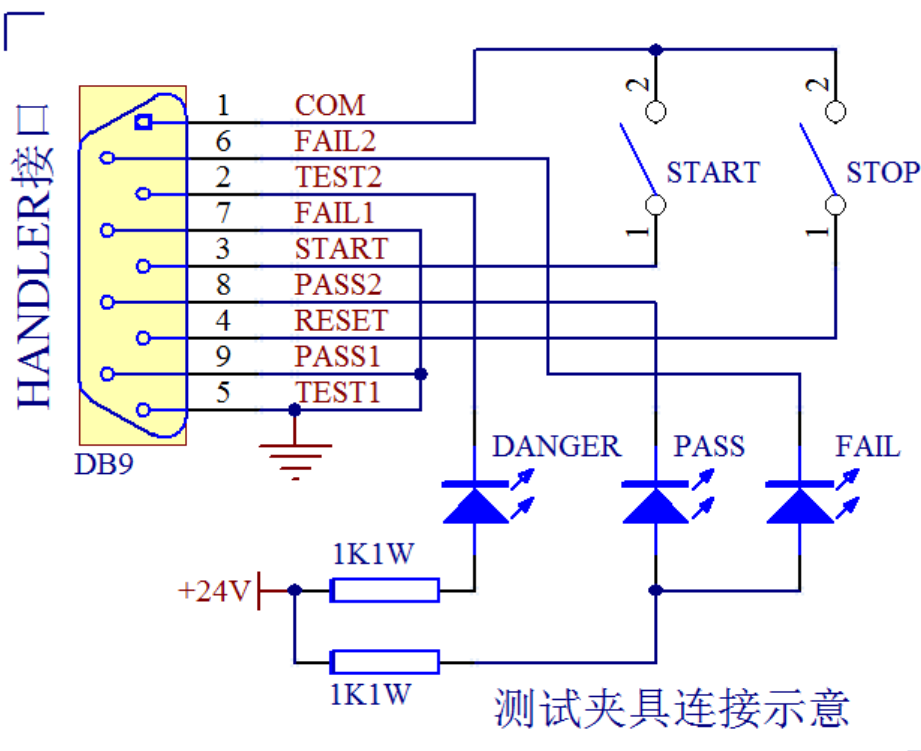 HANDLER接口
1 COM
6 FAIL2
2 TEST2
7 FAIL1
3 START
8 PASS2
4 RESET
9 PASS1
5 TEST1
DB9
2
START
1
2
STOP
1
DANGER
PASS
FAIL
1K1W
+24V
1K1W
测试夹具连接示意